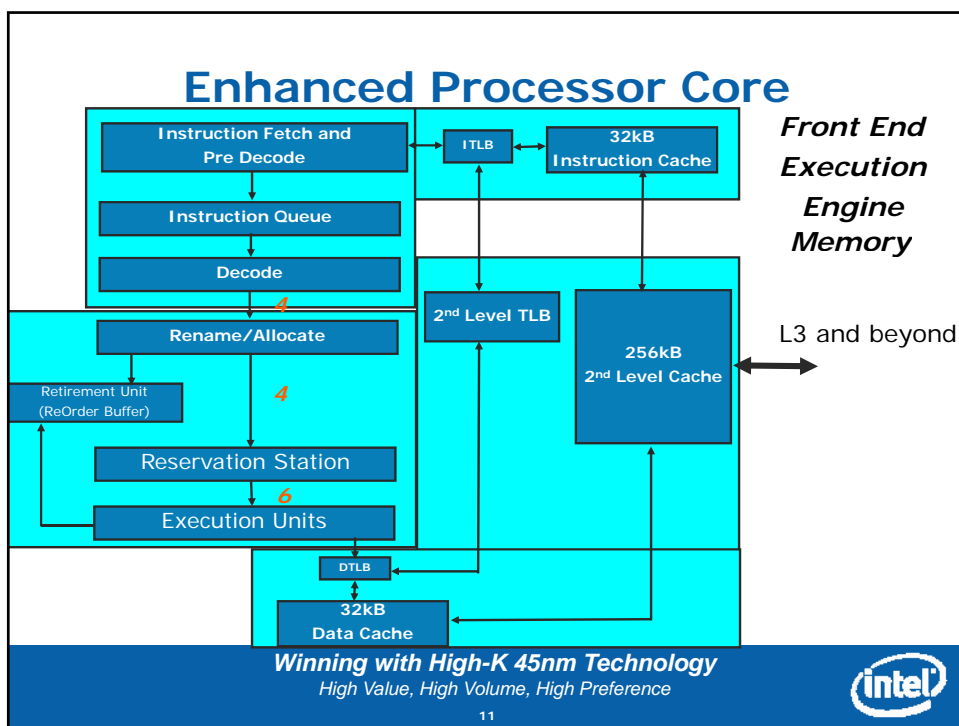 Enhanced Processor Core
Instruction Fetch and
Pre Decode
ITLB
32kB
Instruction Cache
Front End
Execution
Engine
Memory
Instruction Queue
Decode
4
2nd Level TLB
256kB
2nd Level Cache
L3 and beyond
Rename/Allocate
4
Retirement Unit
(ReOrder Buffer)
Reservation Station
6
Execution Units
DTLB
32kB
Data Cache
Winning with High-K 45nm Technology
High Value, High Volume, High Preference
11
intel